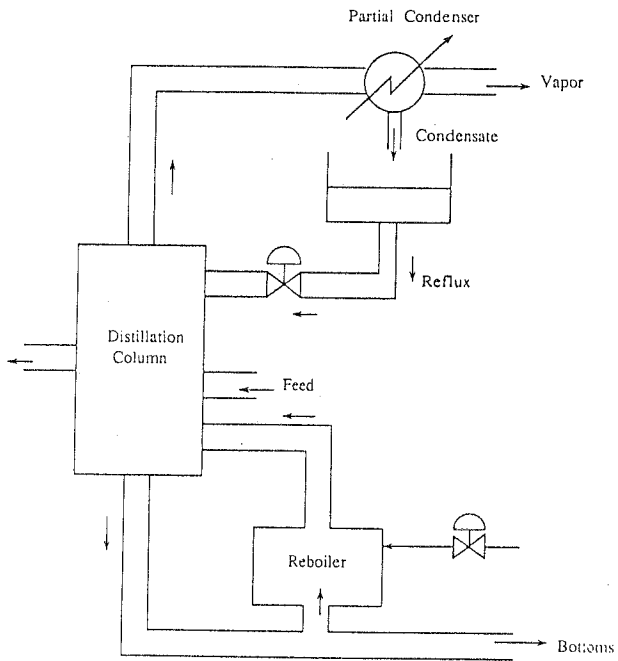 Partial Condenser
Vapor
Condensate
Reflux
Distillation
Column
Feed
Reboiler
Bottoms